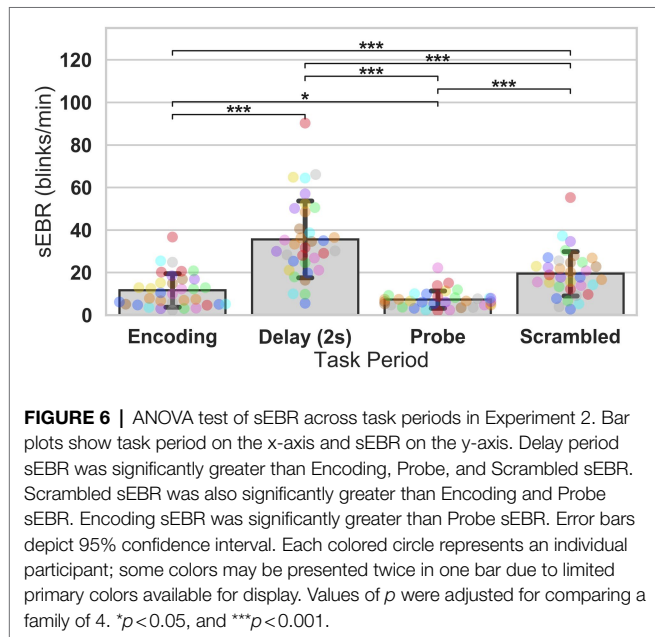 ***
***
***
***
*
***
120
100
80
60
40
20
0
sEBR (blinks/min)
Encoding Delay (2s) Probe Scrambled
Task Period
FIGURE 6 | ANOVA test of sEBR across task periods in Experiment 2. Bar
plots show task period on the x-axis and sEBR on the y-axis. Delay period
sEBR was significantly greater than Encoding, Probe, and Scrambled sEBR.
Scrambled sEBR was also significantly greater than Encoding and Probe
sEBR. Encoding sEBR was significantly greater than Probe sEBR. Error bars
depict 95% confidence interval. Each colored circle represents an individual
participant; some colors may be presented twice in one bar due to limited
primary colors available for display. Values of p were adjusted for comparing a
family of 4. *p<0.05, and ***p<0.001.